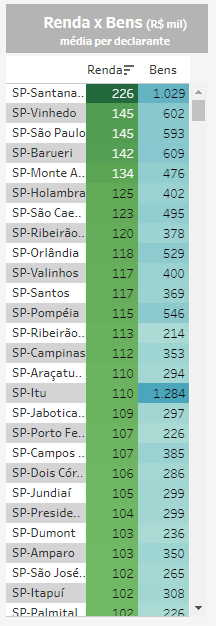 Renda x Bens (R$ mil)
média per declarante
Renda Bens
SP-Santana.. 226 1.029
SP-Vinhedo 145 602
SP-São Paulo 145 593
SP-Barueri 142 609
SP-Monte A.. 134 476
SP-Holambra 125 402
SP-São Cae.. 123 495
SP-Ribeirão.. 120 378
SP-Orlândia 118 529
SP-Valinhos 117 400
SP-Santos 117 369
SP-Pompéia 115 546
SP-Ribeirão.. 113 214
SP-Campinas 112 353
SP-Araçatu.. 110 294
SP-Itu 110 1.284
SP-Jabotica.. 109 297
SP-Porto Fe.. 107 226
SP-Campos .. 107 385
SP-Dois Cór.. 106 286
SP-Jundiaí 105 299
SP-Preside.. 104 299
SP-Dumont 103 236
SP-Amparo 103 350
SP-São José.. 102 265
SP-Itapuí 102 308
SP-Palmital 102 226